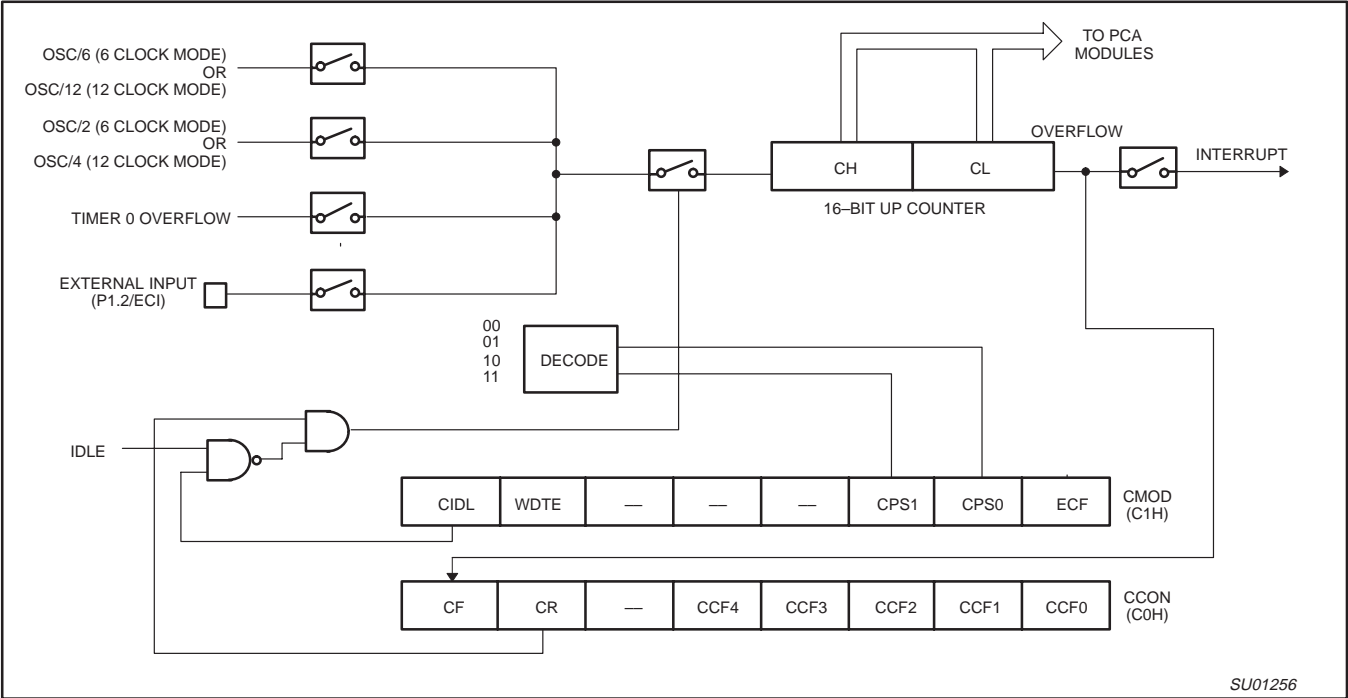 OSC/6 (6 CLOCK MODE)
OR
OSC/12 (12 CLOCK MODE)
OSC/2 (6 CLOCK MODE)
OR
OSC/4 (12 CLOCK MODE)
TIMER 0 OVERFLOW
EXTERNAL INPUT
(P1.2/ECI)
TO PCA
MODULES
OVERFLOW
INTERRUPT
CH
CL
16–BIT UP COUNTER
00
01
10
11
DECODE
IDLE
CIDL WDTE –– –– –– CPS1 CPS0 ECF
CMOD
(C1H)
CF CR –– CCF4 CCF3 CCF2 CCF1 CCF0
CCON
(C0H)
SU01256